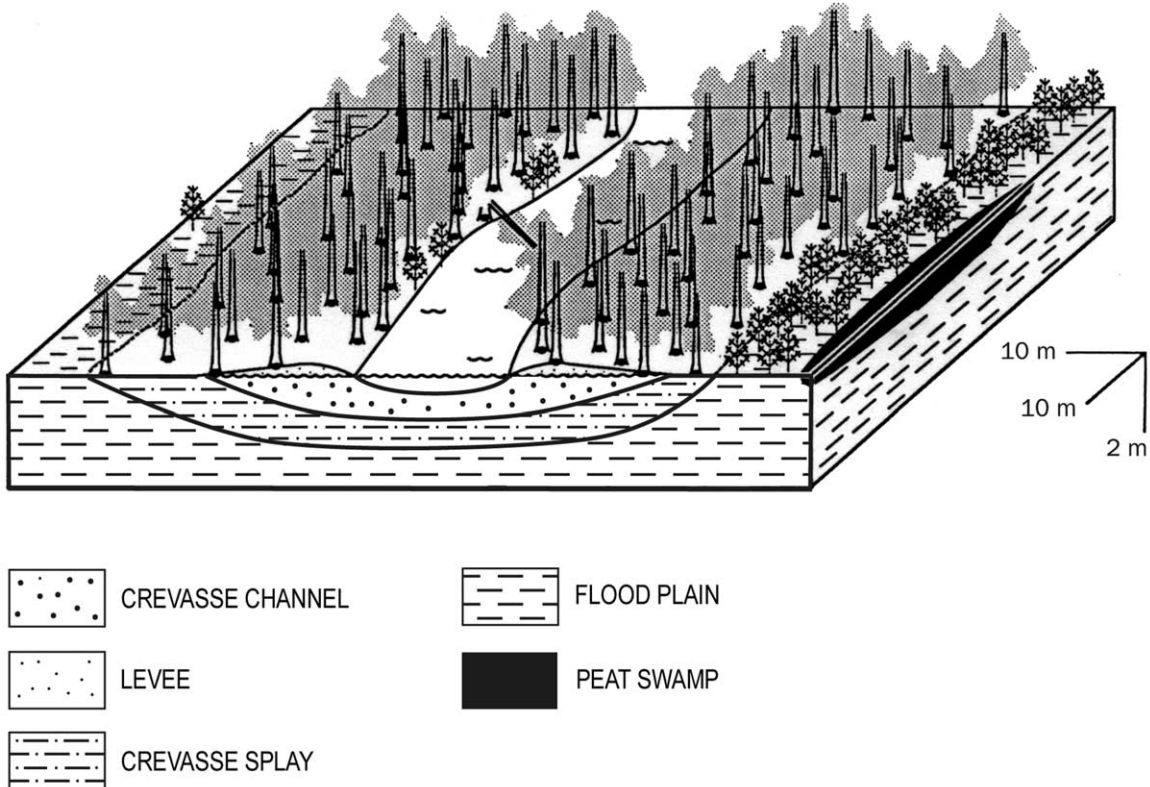 10 m
10 m
2 m
CREVASSE CHANNEL
FLOOD PLAIN
LEVEE
PEAT SWAMP
CREVASSE SPLAY